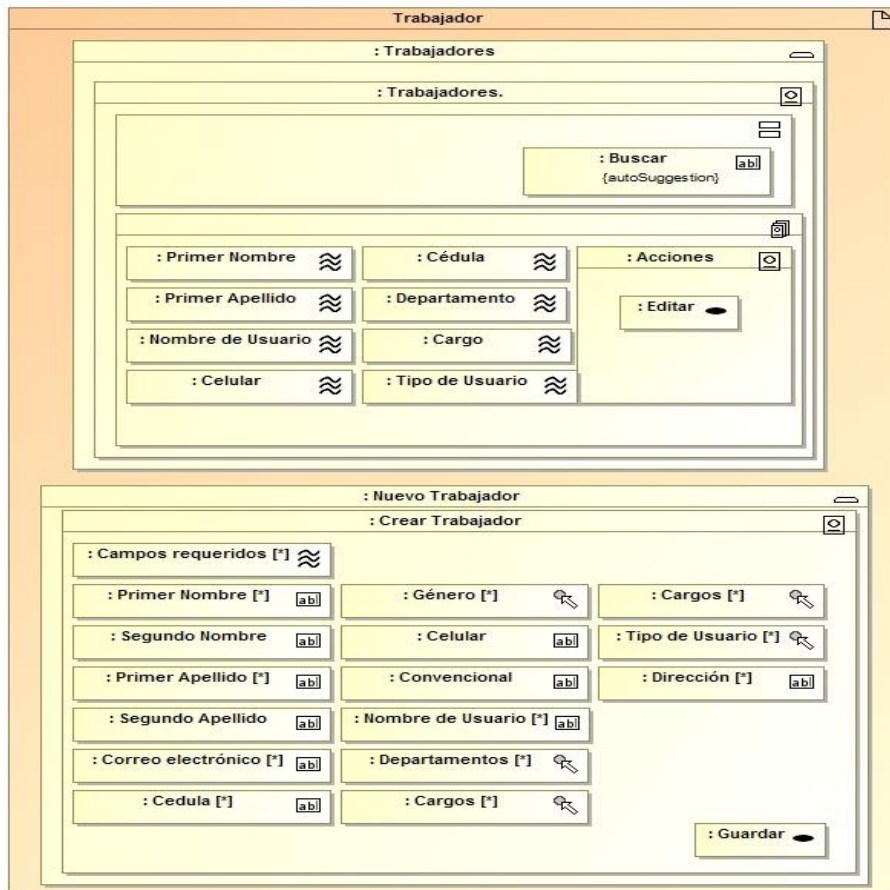 Trabajador
: Trabajadores
: Trabajadores.
: Buscar
{autoSuggestion}
: Primer Nombre
: Cédula
: Acciones
: Primer Apellido
: Departamento
: Editar
: Nombre de Usuario
: Cargo
: Celular
: Tipo de Usuario
: Nuevo Trabajador
: Crear Trabajador
: Campos requeridos [*]
: Primer Nombre [*]
: Género [*]
: Cargos [*]
: Segundo Nombre
: Celular
: Tipo de Usuario [*]
: Primer Apellido [*]
: Convencional
: Dirección [*]
: Segundo Apellido
: Nombre de Usuario [*]
: Correo electrónico [*]
: Departamentos [*]
: Cedula [*]
: Cargos [*]
: Guardar